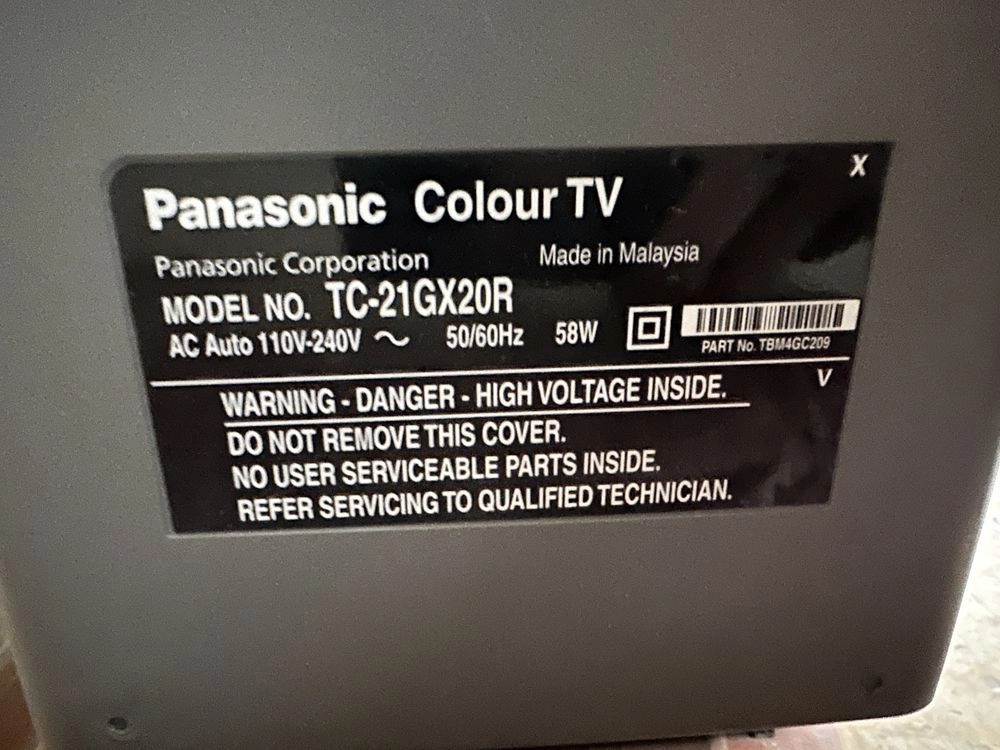 X
Panasonic Colour TV
Panasonic Corporation Made in Malaysia
MODEL NO. TC-21GX20R
AC Auto 110V-240V ～ 50/60Hz 58W
PART No. TBM4GC209
V
WARNING - DANGER - HIGH VOLTAGE INSIDE.
DO NOT REMOVE THIS COVER.
NO USER SERVICEABLE PARTS INSIDE.
REFER SERVICING TO QUALIFIED TECHNICIAN.